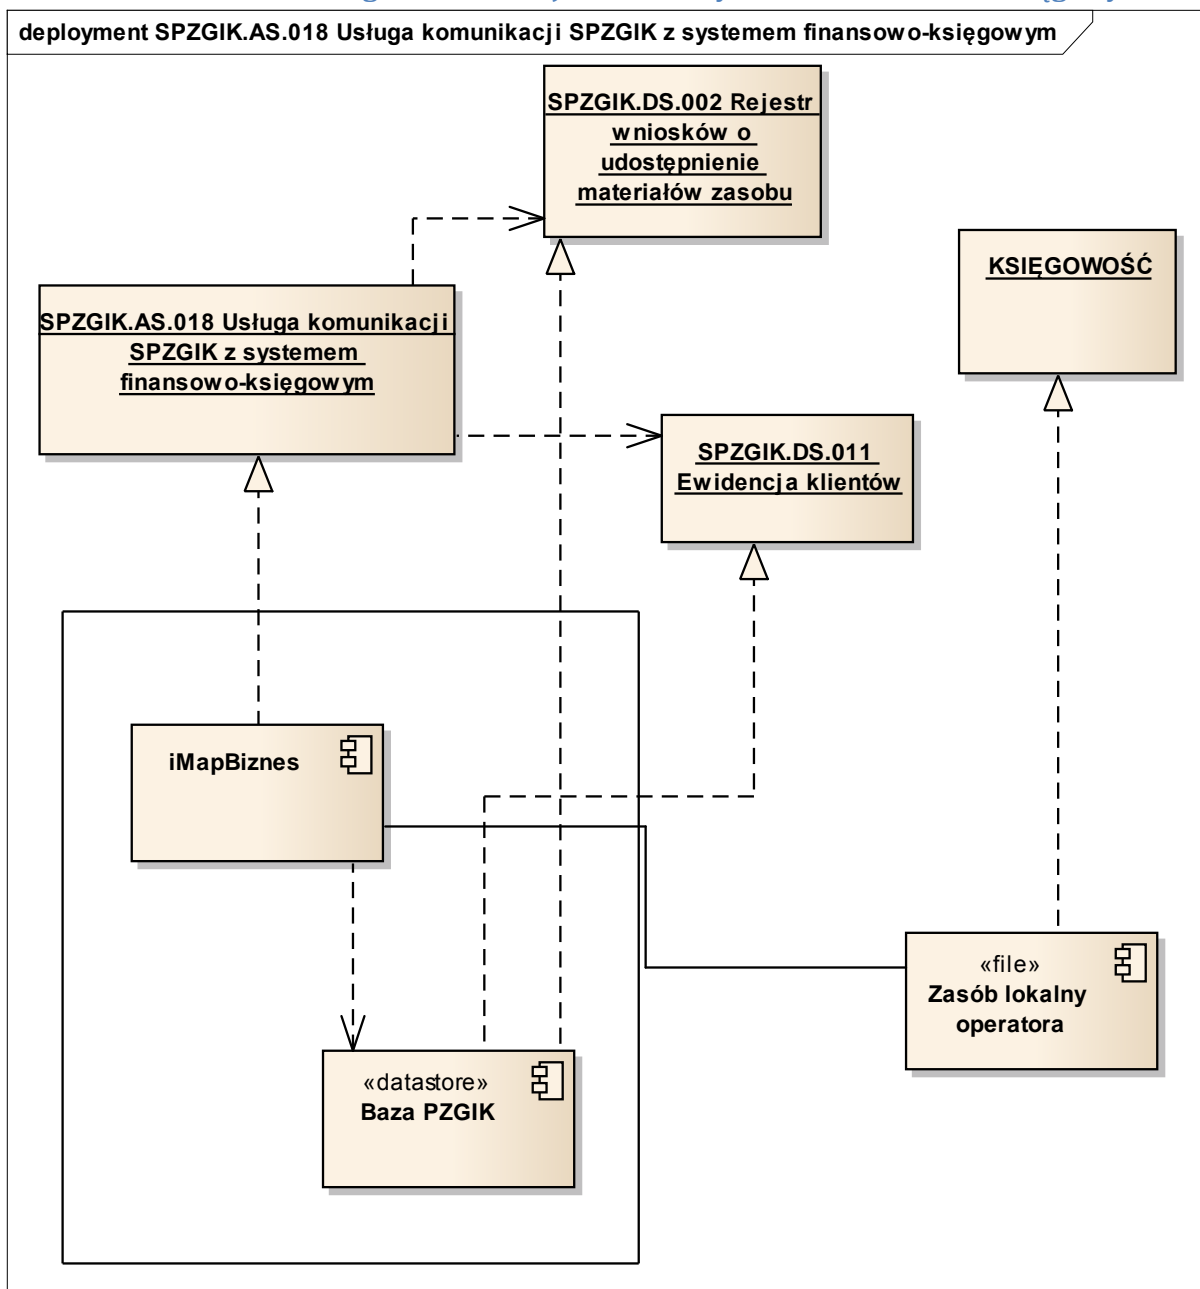 deployment SPZGIK.AS.018 Usługa komunikacji SPZGIK z systemem finansowo-księgowym
SPZGIK.DS.002 Rejestr
wniosków o
udostępnienie
materiałów zasobu
KSIĘGOWOŚĆ
SPZGIK.AS.018 Usługa komunikacji
SPZGIK z systemem
finansowo-księgowym
SPZGIK.DS.011
Ewidencja klientów
iMapBiznes
«file»
Zasób lokalny
operatora
«datastore»
Baza PZGIK